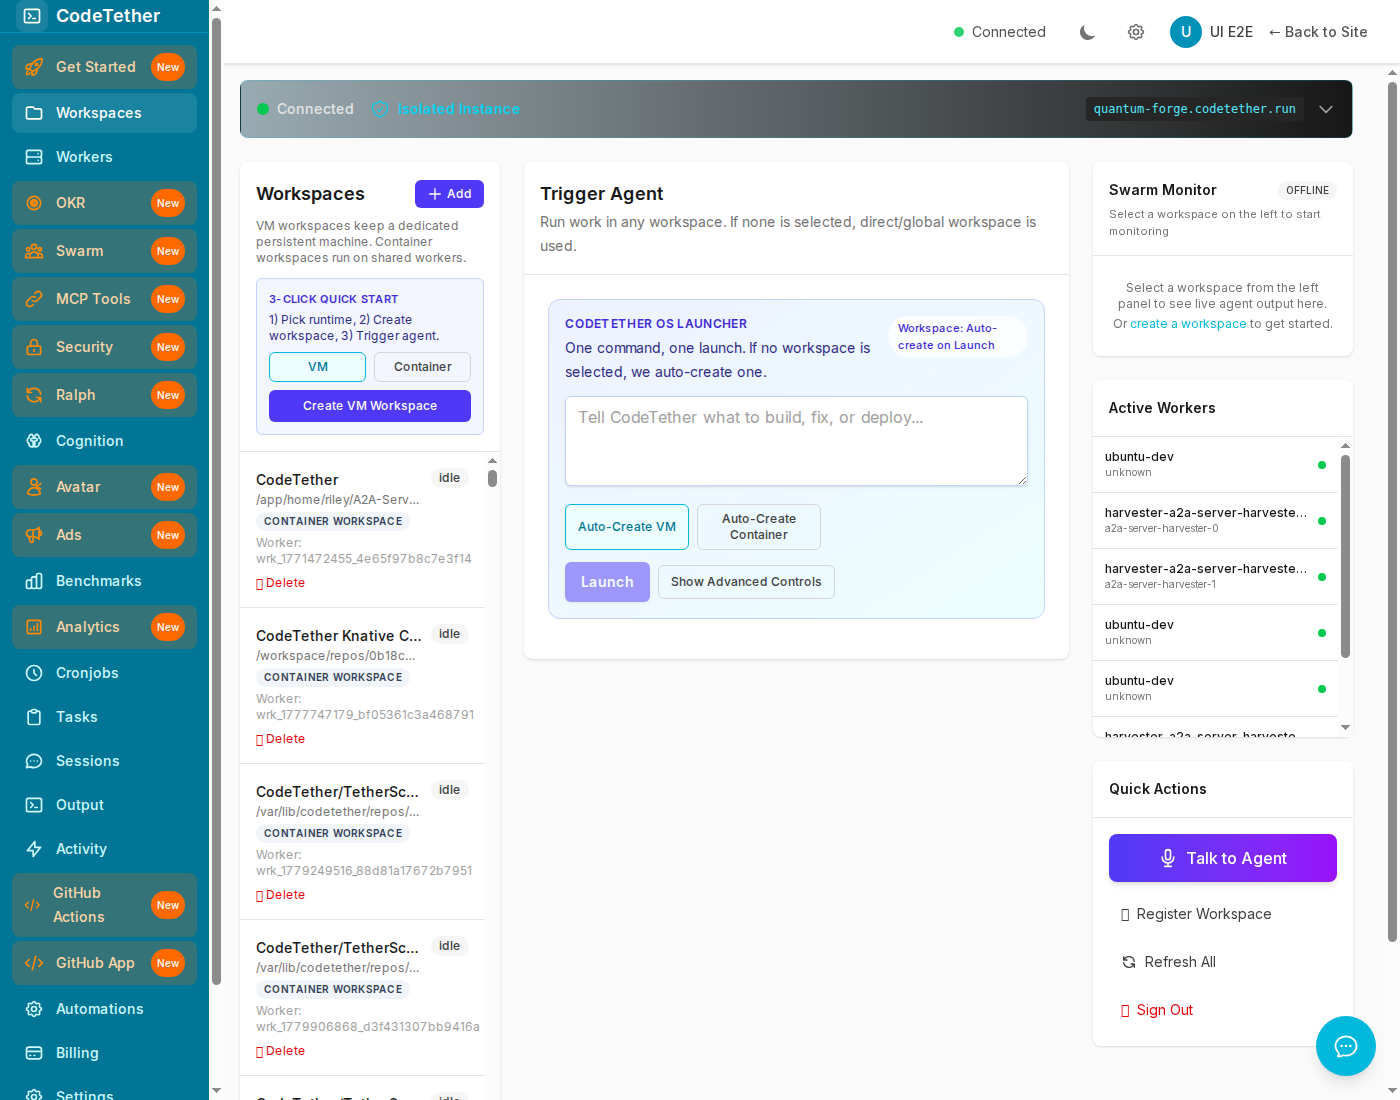 CodeTether
Get Started New
Workspaces
Workers
OKR New
Swarm New
MCP Tools New
Security New
Ralph New
Cognition
Avatar New
Ads New
Benchmarks
Analytics New
Cronjobs
Tasks
Sessions
Output
Activity
GitHub
Actions New
GitHub App New
Automations
Billing
Settings
Connected
U UI E2E
← Back to Site
Connected Isolated Instance
quantum-forge.codetether.run
Workspaces
Add
VM workspaces keep a dedicated
persistent machine. Container
workspaces run on shared workers.
3-CLICK QUICK START
1) Pick runtime, 2) Create
workspace, 3) Trigger agent.
VM Container
Create VM Workspace
CodeTether idle
/app/home/riley/A2A-Serv...
CONTAINER WORKSPACE
Worker:
wrk_1771472455_4e65f97b8c7e3f14
Delete
CodeTether Knative C... idle
/workspace/repos/0b18c...
CONTAINER WORKSPACE
Worker:
wrk_1777747179_bf05361c3a468791
Delete
CodeTether/TetherSc... idle
/var/lib/codetether/repos/...
CONTAINER WORKSPACE
Worker:
wrk_1779249516_88d81a17672b7951
Delete
CodeTether/TetherSc... idle
/var/lib/codetether/repos/...
CONTAINER WORKSPACE
Worker:
wrk_1779906868_d3f431307bb9416a
Delete
Trigger Agent
Run work in any workspace. If none is selected, direct/global workspace is
used.
CODETETHER OS LAUNCHER
One command, one launch. If no workspace is
selected, we auto-create one.
Workspace: Auto-
create on Launch
Tell CodeTether what to build, fix, or deploy...
Auto-Create VM
Auto-Create
Container
Launch
Show Advanced Controls
Swarm Monitor OFFLINE
Select a workspace on the left to start
monitoring
Select a workspace from the left
panel to see live agent output here.
Or create a workspace to get started.
Active Workers
ubuntu-dev
unknown
harvester-a2a-server-harveste...
a2a-server-harvester-0
harvester-a2a-server-harveste...
a2a-server-harvester-1
ubuntu-dev
unknown
ubuntu-dev
unknown
harvester-a2a-server-harveste...
Quick Actions
Talk to Agent
Register Workspace
Refresh All
Sign Out